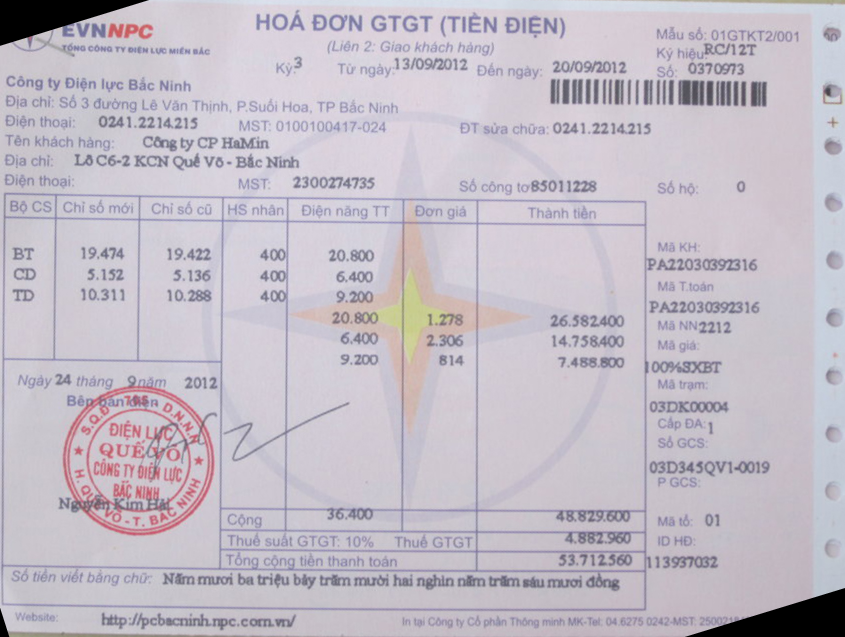 EVNNPC
TỔNG CÔNG TY ĐIỆN LỰC MIỀN BẮC
HOÁ ĐƠN GTGT (TIỀN ĐIỆN)
(Liên 2: Giao khách hàng)
Kỳ: 3 Từ ngày: 13/09/2012 Đến ngày: 20/09/2012
Mẫu số: 01GTKT2/001
Ký hiệu: RC/12T
Số: 0370973
Công ty Điện lực Bắc Ninh
Địa chỉ: Số 3 đường Lê Văn Thịnh, P.Suối Hoa, TP Bắc Ninh
Điện thoại: 0241.2214.215 MST: 0100100417-024 ĐT sửa chữa: 0241.2214.215
Tên khách hàng: Công ty CP HaMin
Địa chỉ: Lô C6-2 KCN Quế Võ - Bắc Ninh
Điện thoại: MST: 2300274735 Số công tơ 85011228 Số hộ: 0
Bộ CS Chỉ số mới Chỉ số cũ HS nhân Điện năng TT Đơn giá Thành tiền
BT 19.474 19.422 400 20.800
CD 5.152 5.136 400 6.400
TD 10.311 10.288 400 9.200
20.800 1.278 26.582.400
6.400 2.306 14.758.400
9.200 814 7.488.800
Mã KH:
PA22030392316
Mã T.toán
PA22030392316
Mã NN 2212
Mã giá:
100%SXBT
Mã trạm:
03DK00004
Cấp ĐA: 1
Số GCS:
03D345QV1-0019
P GCS:
Mã tổ: 01
ID HĐ:
113937032
Ngày 24 tháng 9 năm 2012
Bên bán điện
ĐIỆN LỰC
QUẾ VÕ
CÔNG TY ĐIỆN LỰC
BẮC NINH
H. QUẾ VÕ - T. BẮC NINH
Nguyễn Kim Hải
Cộng 36.400 48.829.600
Thuế suất GTGT: 10% Thuế GTGT 4.882.960
Tổng cộng tiền thanh toán 53.712.560
Số tiền viết bằng chữ: Năm mươi ba triệu bảy trăm mười hai nghìn năm trăm sáu mươi đồng
Website: http://pcbacninh.npc.com.vn/
In tại Công ty Cổ phần Thông minh MK-Tel: 04.6275 0242-MST: